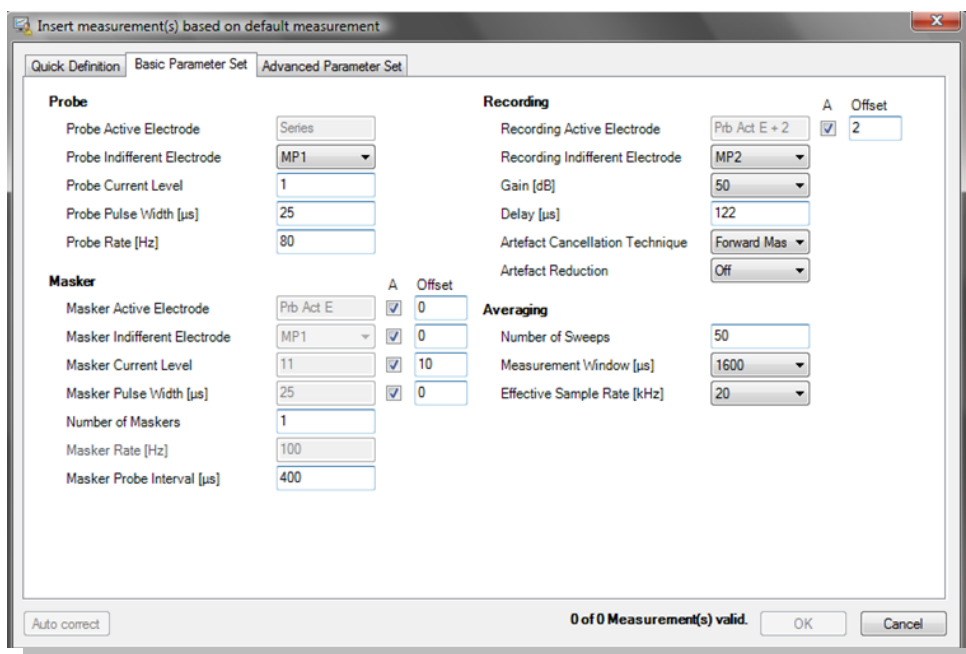 Insert measurement(s) based on default measurement
Quick Definition Basic Parameter Set Advanced Parameter Set
Probe
Probe Active Electrode Series
Probe Indifferent Electrode MP1
Probe Current Level 1
Probe Pulse Width [µs] 25
Probe Rate [Hz] 80
Masker A Offset
Masker Active Electrode Prb Act E 0
Masker Indifferent Electrode MP1 0
Masker Current Level 11 10
Masker Pulse Width [µs] 25 0
Number of Maskers 1
Masker Rate [Hz] 100
Masker Probe Interval [µs] 400
Recording A Offset
Recording Active Electrode Prb Act E + 2 2
Recording Indifferent Electrode MP2
Gain [dB] 50
Delay [µs] 122
Artefact Cancellation Technique Forward Mas
Artefact Reduction Off
Averaging
Number of Sweeps 50
Measurement Window [µs] 1600
Effective Sample Rate [kHz] 20
Auto correct 0 of 0 Measurement(s) valid. OK Cancel